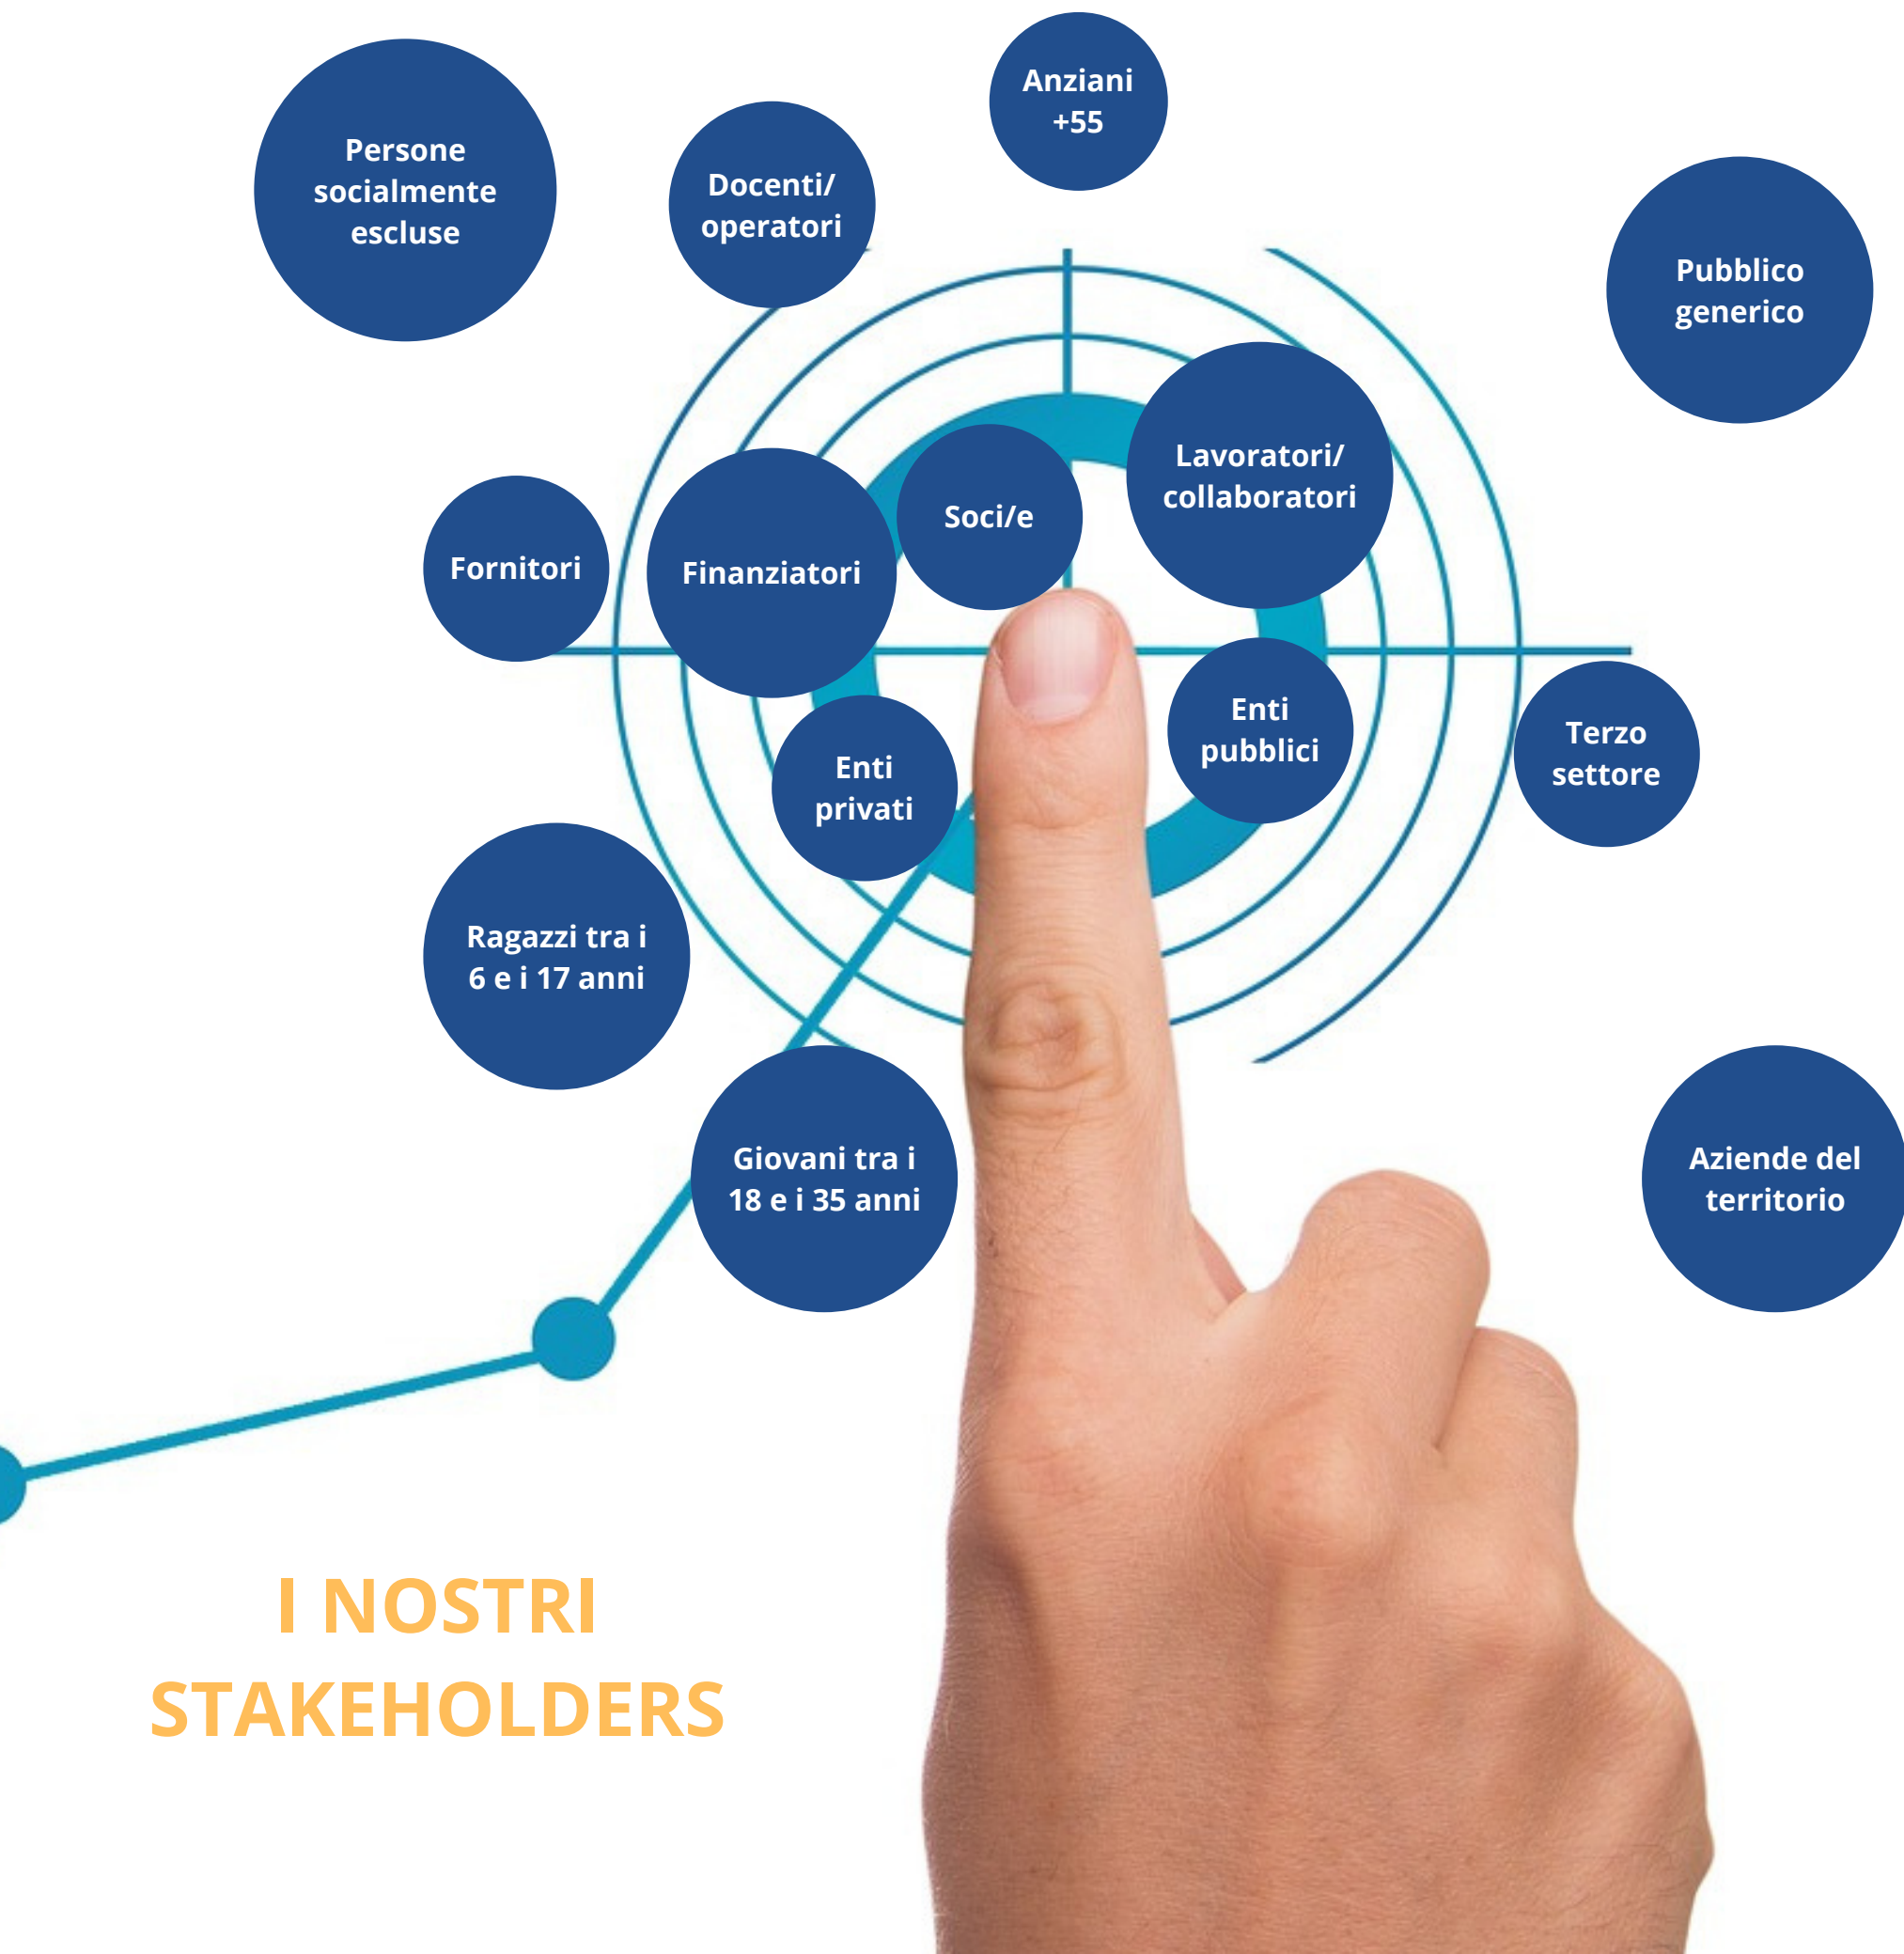 Anziani
+55
Persone
socialmente
escluse
Docenti/
operatori
Pubblico
generico
Lavoratori/
collaboratori
Soci/e
Fornitori
Finanziatori
Enti
pubblici
Terzo
settore
Enti
privati
Ragazzi tra i
6 e i 17 anni
Giovani tra i
18 e i 35 anni
Aziende del
territorio
I NOSTRI
STAKEHOLDERS